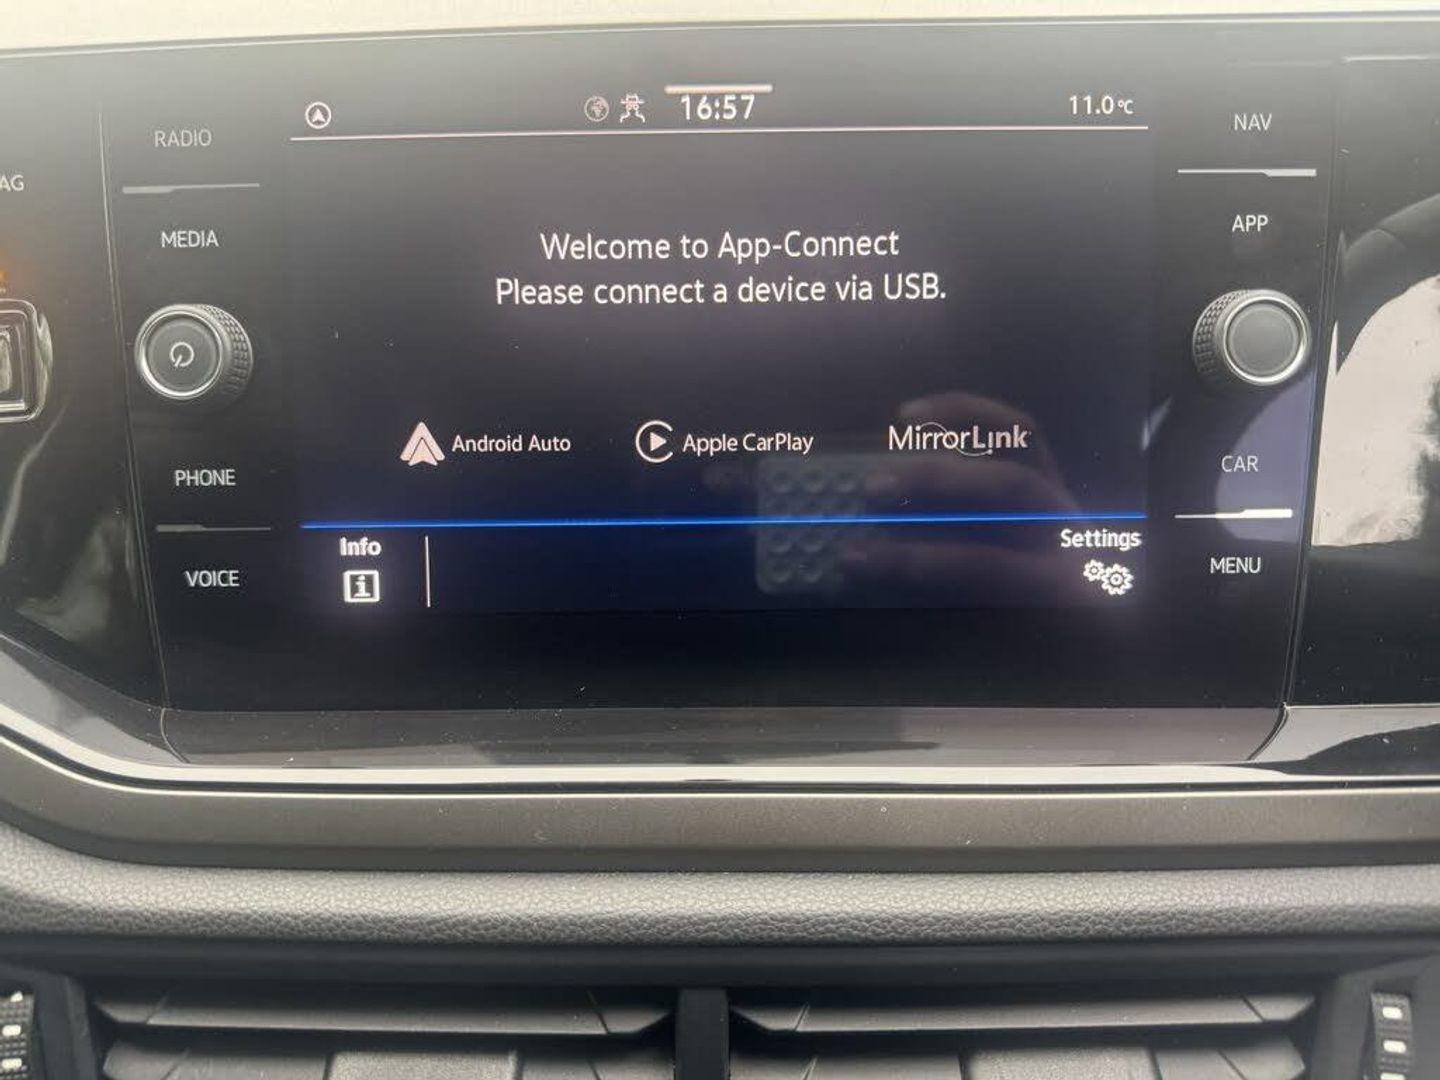 16:57
11.0°C
RADIO
NAV
AG
MEDIA
APP
Welcome to App-Connect
Please connect a device via USB.
Android Auto
Apple CarPlay
MirrorLink
PHONE
CAR
Info
Settings
VOICE
MENU